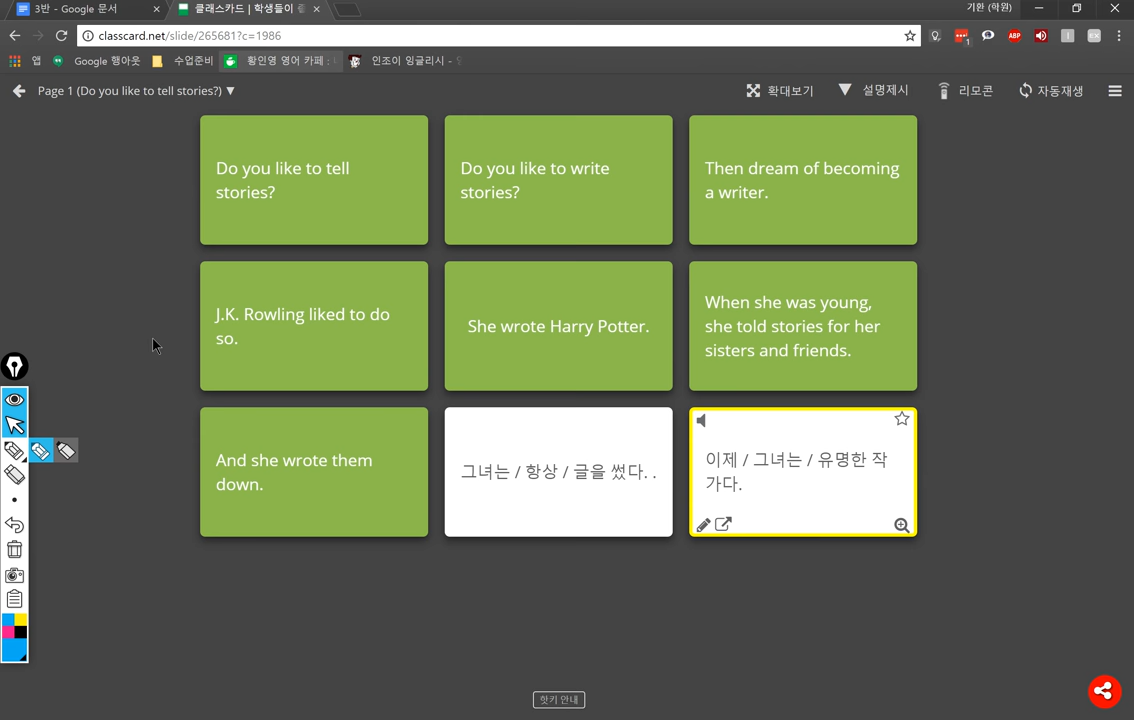 3반 - Google 문서
클래스카드 | 학생들이
기환 (학원)
classcard.net/slide/265681?c=1986
앱
Google 행아웃
수업준비
황인영 영어 카페 :
인조이 잉글리시 -
Page 1 (Do you like to tell stories?) ▼
확대보기
설명제시
리모콘
자동재생
Do you like to tell
stories?
Do you like to write
stories?
Then dream of becoming
a writer.
J.K. Rowling liked to do
so.
She wrote Harry Potter.
When she was young,
she told stories for her
sisters and friends.
And she wrote them
down.
그녀는 / 항상 / 글을 썼다. .
이제 / 그녀는 / 유명한 작
가다.
핫키 안내